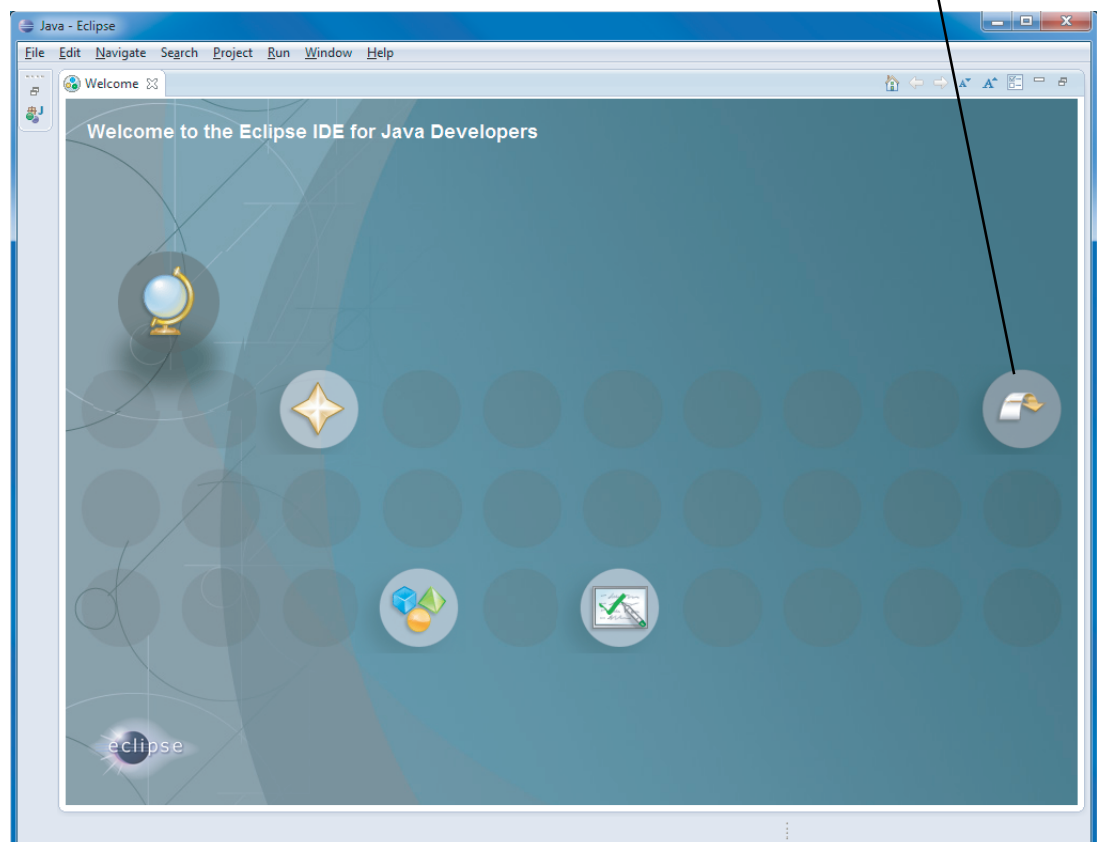 Java - Eclipse
File Edit Navigate Search Project Run Window Help
Welcome
Welcome to the Eclipse IDE for Java Developers
eclipse